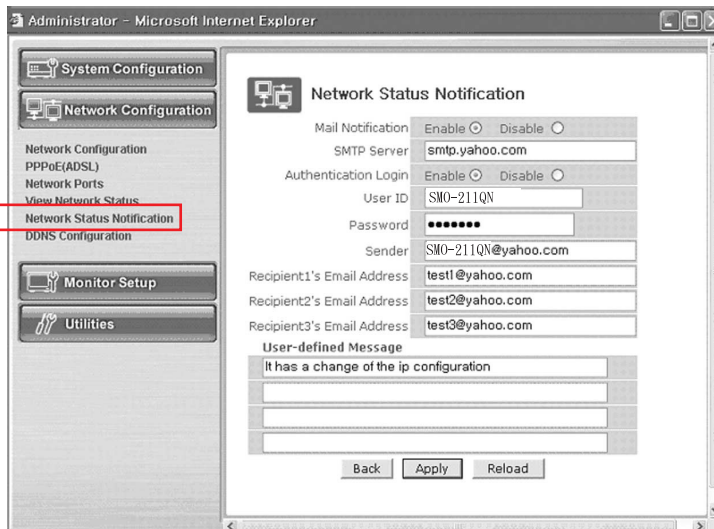 Administrator - Microsoft Internet Explorer
System Configuration
Network Configuration
Network Configuration
PPPoE(ADSL)
Network Ports
View Network Status
Network Status Notification
DDNS Configuration
Monitor Setup
Utilities
Network Status Notification
Mail Notification Enable Disable
SMTP Server smtp.yahoo.com
Authentication Login Enable Disable
User ID SMO-211QN
Password •••••••
Sender SMO-211QN@yahoo.com
Recipient1's Email Address test1@yahoo.com
Recipient2's Email Address test2@yahoo.com
Recipient3's Email Address test3@yahoo.com
User-defined Message
It has a change of the ip configuration
Back Apply Reload